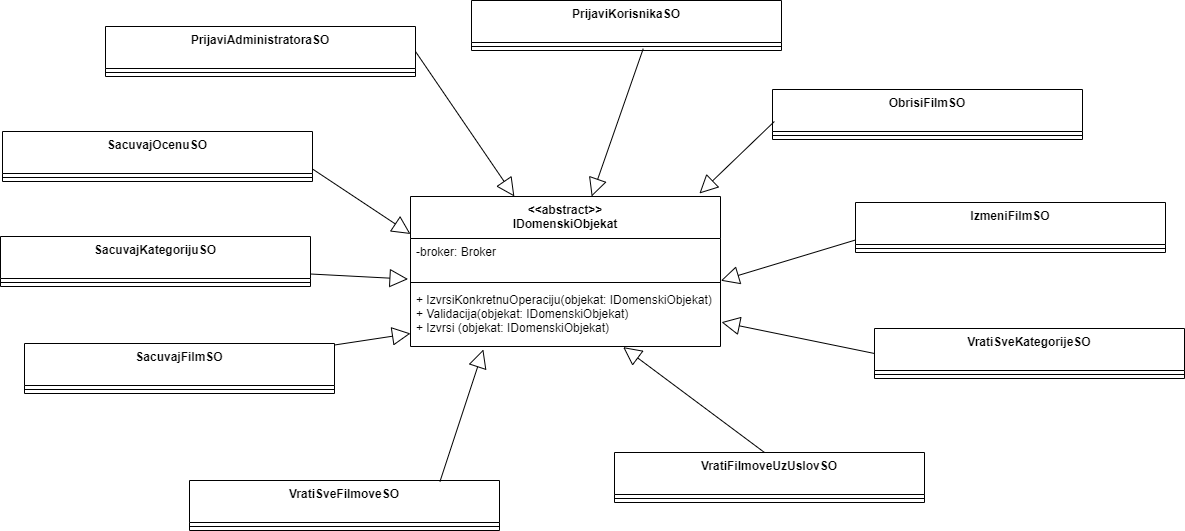 PrijaviKorisnikaSO
PrijaviAdministratoraSO
ObrisiFilmSO
SacuvajOcenuSO
<<abstract>>
IDomenskiObjekat
IzmeniFilmSO
SacuvajKategorijuSO
-broker: Broker
+ IzvrsiKonkretnuOperaciju(objekat: IDomenskiObjekat)
+ Validacija(objekat: IDomenskiObjekat)
+ Izvrsi (objekat: IDomenskiObjekat)
VratiSveKategorijeSO
SacuvajFilmSO
VratiFilmoveUzUslovSO
VratiSveFilmoveSO